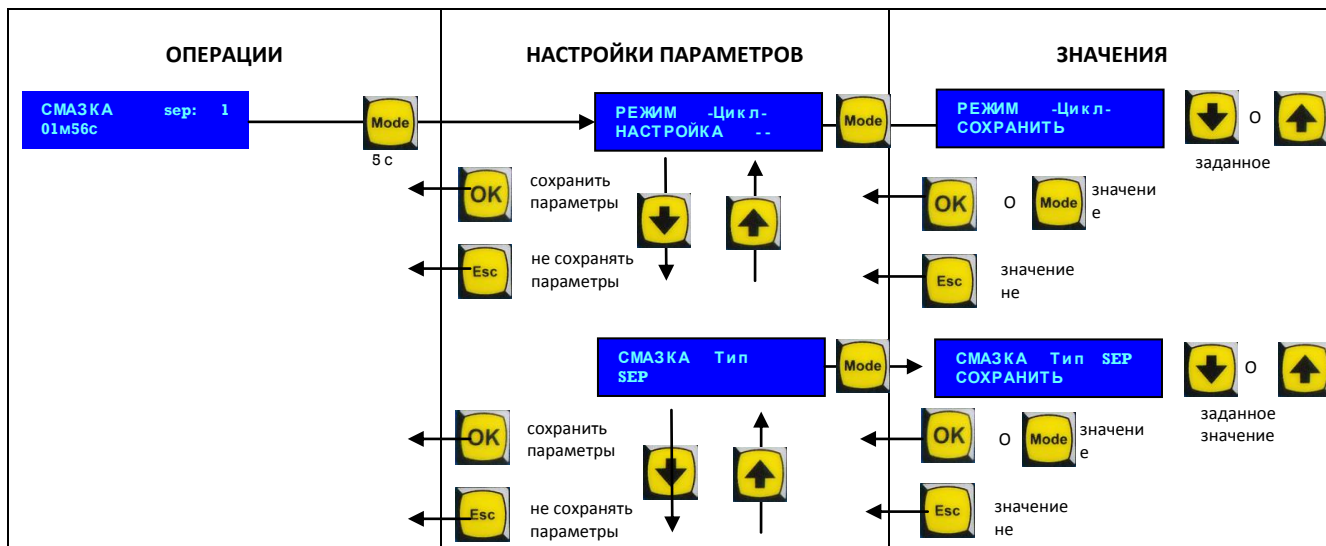 ОПЕРАЦИИ
НАСТРОЙКИ ПАРАМЕТРОВ
ЗНАЧЕНИЯ
СМАЗКА sep: 1
01м56с
Mode
5 с
РЕЖИМ -Цикл-
НАСТРОЙКА --
Mode
РЕЖИМ -Цикл-
СОХРАНИТЬ
О
заданное
OK
сохранить
параметры
Esc
не сохранять
параметры
OK
О
Mode
значени
е
Esc
значение
не
СМАЗКА Тип
SEP
Mode
СМАЗКА Тип SEP
СОХРАНИТЬ
О
заданное
значение
OK
сохранить
параметры
Esc
не сохранять
параметры
OK
О
Mode
значени
е
Esc
значение
не